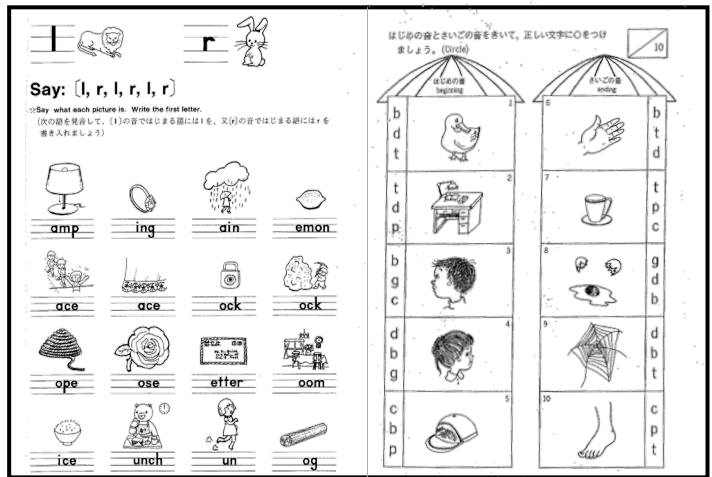 l
r
Say: [l, r, l, r, l, r]
☆Say what each picture is. Write the first letter.
(次の語を発音して、[l]の音ではじまる語には l を、又[r]の音ではじまる語には r を
書き入れましょう)
amp ing ain emon
ace ace ock ock
ope ose etter oom
ice unch un og
はじめの音とさいごの音をきいて、正しい文字に○をつけ
ましょう。(Circle)
10
はじめの音
beginning
1
b
d
t
2
t
d
p
3
b
g
c
4
d
b
g
5
c
b
p
さいごの音
ending
6
b
t
d
7
t
p
c
8
g
d
b
9
d
b
t
10
c
p
t